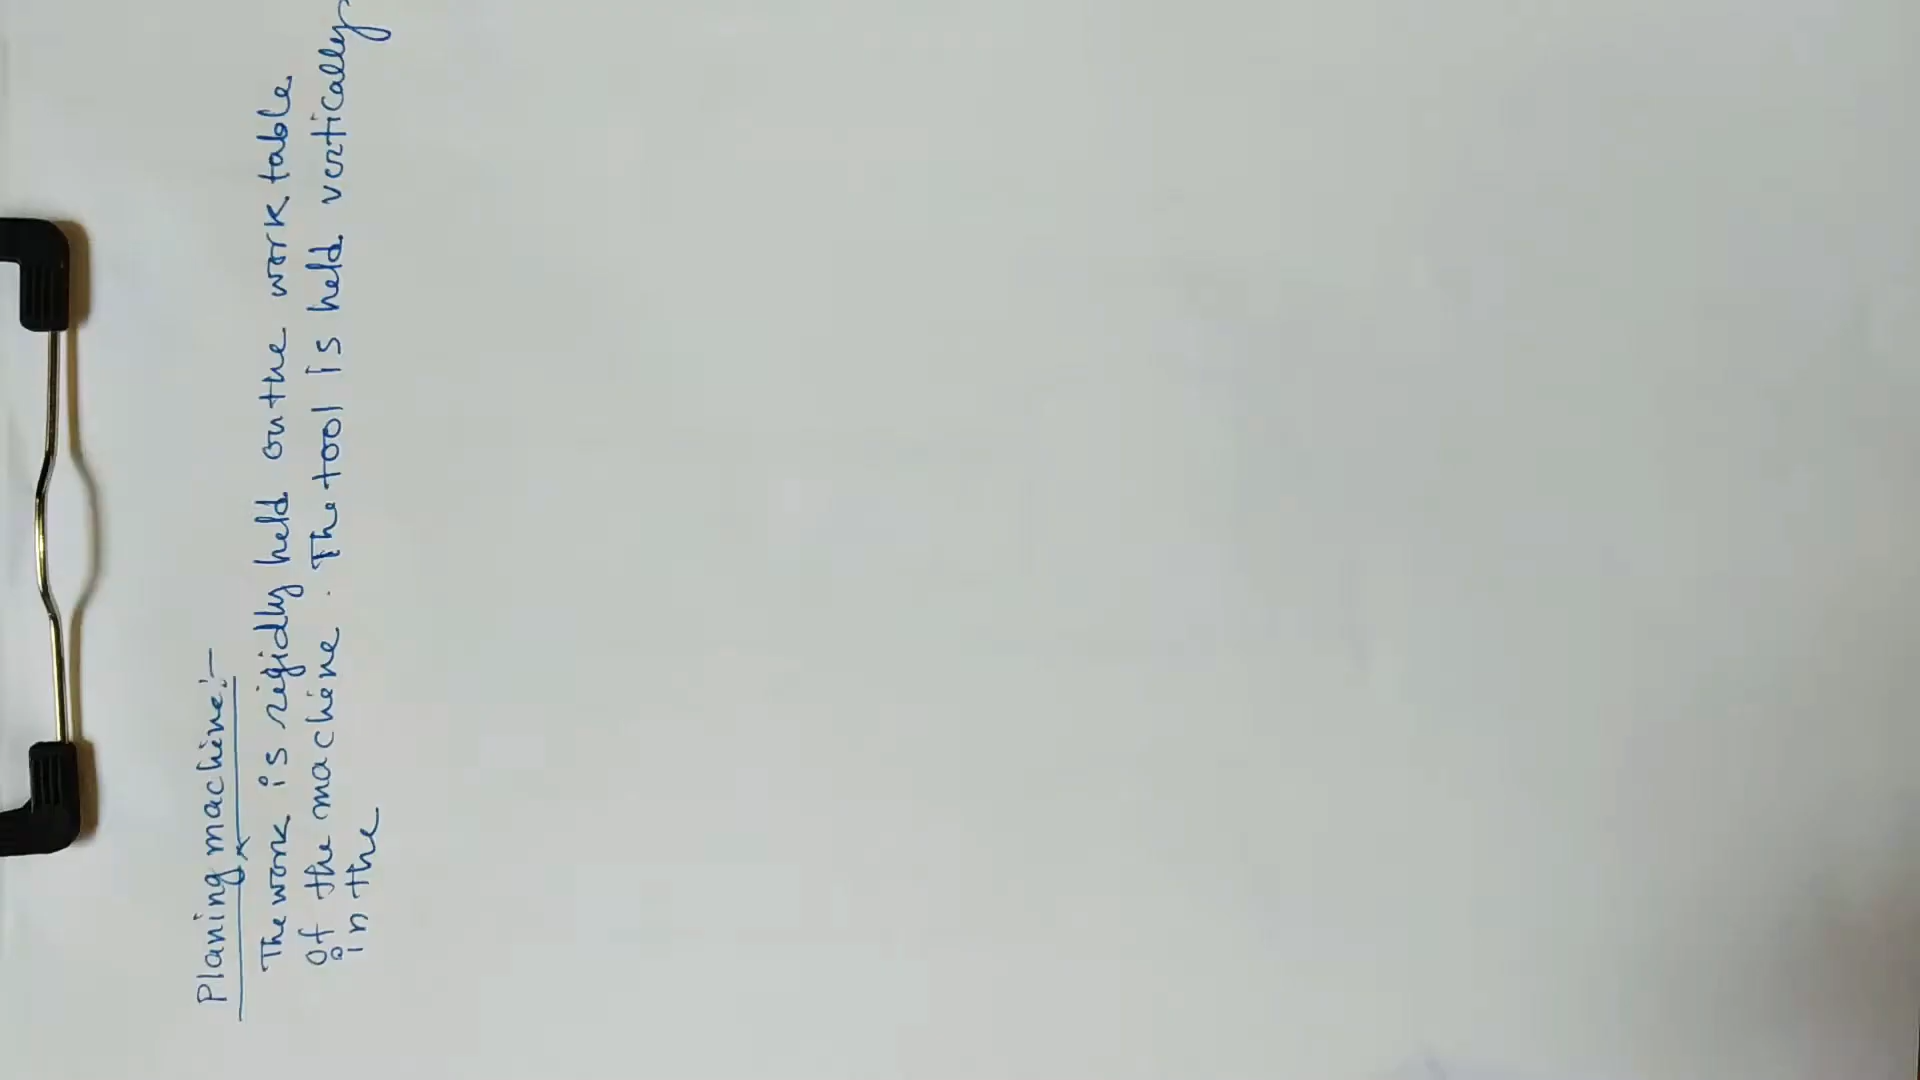 Planing machine:-
The work is rigidly held on the work table
of the machine. The tool is held vertically
in the